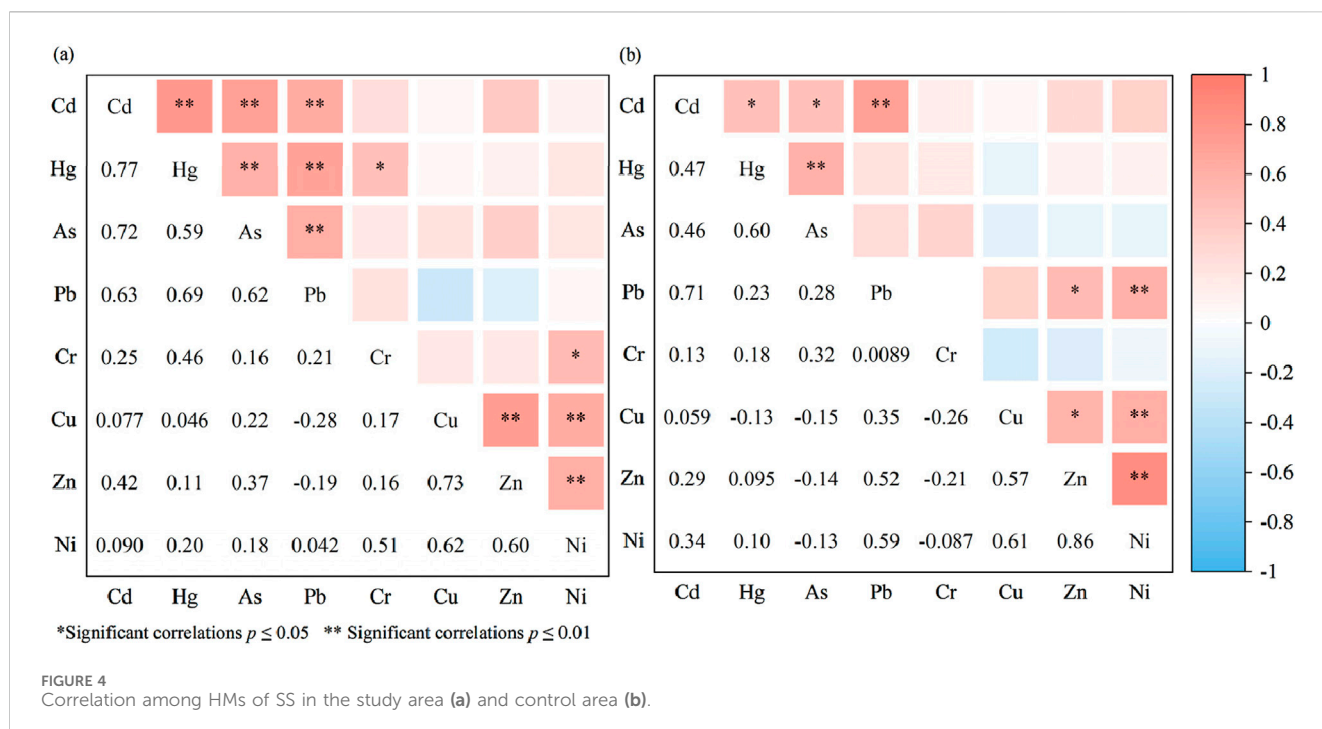 (a)
Cd Cd ** ** **
Hg 0.77 Hg ** ** *
As 0.72 0.59 As **
Pb 0.63 0.69 0.62 Pb
Cr 0.25 0.46 0.16 0.21 Cr *
Cu 0.077 0.046 0.22 -0.28 0.17 Cu ** **
Zn 0.42 0.11 0.37 -0.19 0.16 0.73 Zn **
Ni 0.090 0.20 0.18 0.042 0.51 0.62 0.60 Ni
Cd Hg As Pb Cr Cu Zn Ni
*Significant correlations p ≤ 0.05 ** Significant correlations p ≤ 0.01
(b)
Cd Cd * * **
Hg 0.47 Hg **
As 0.46 0.60 As
Pb 0.71 0.23 0.28 Pb * **
Cr 0.13 0.18 0.32 0.0089 Cr
Cu 0.059 -0.13 -0.15 0.35 -0.26 Cu * **
Zn 0.29 0.095 -0.14 0.52 -0.21 0.57 Zn **
Ni 0.34 0.10 -0.13 0.59 -0.087 0.61 0.86 Ni
Cd Hg As Pb Cr Cu Zn Ni
1
0.8
0.6
0.4
0.2
0
-0.2
-0.4
-0.6
-0.8
-1
FIGURE 4
Correlation among HMs of SS in the study area (a) and control area (b).